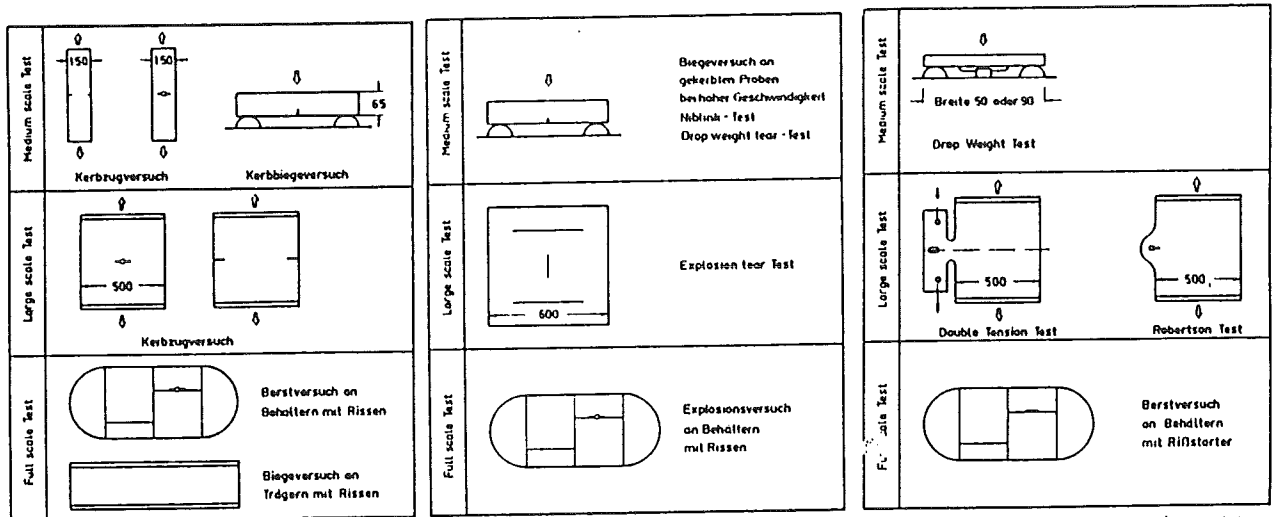 Medium scale Test
150
150
65
Kerbzugversuch
Kerbbiegeversuch
Large scale Test
500
Kerbzugversuch
Full scale Test
Berstversuch an
Behältern mit Rissen
Biegeversuch an
Trägern mit Rissen
Medium scale Test
Biegeversuch an
gekerbten Proben
bei hoher Geschwindigkeit
Niblink - Test
Drop weight tear - Test
Large scale Test
600
Explosion tear Test
Full scale Test
Explosionsversuch
an Behältern
mit Rissen
Medium scale Test
Breite 50 oder 90
Drop Weight Test
Large scale Test
500
500
Double Tension Test
Robertson Test
scale Test
Berstversuch
an Behältern
mit Rißstarter